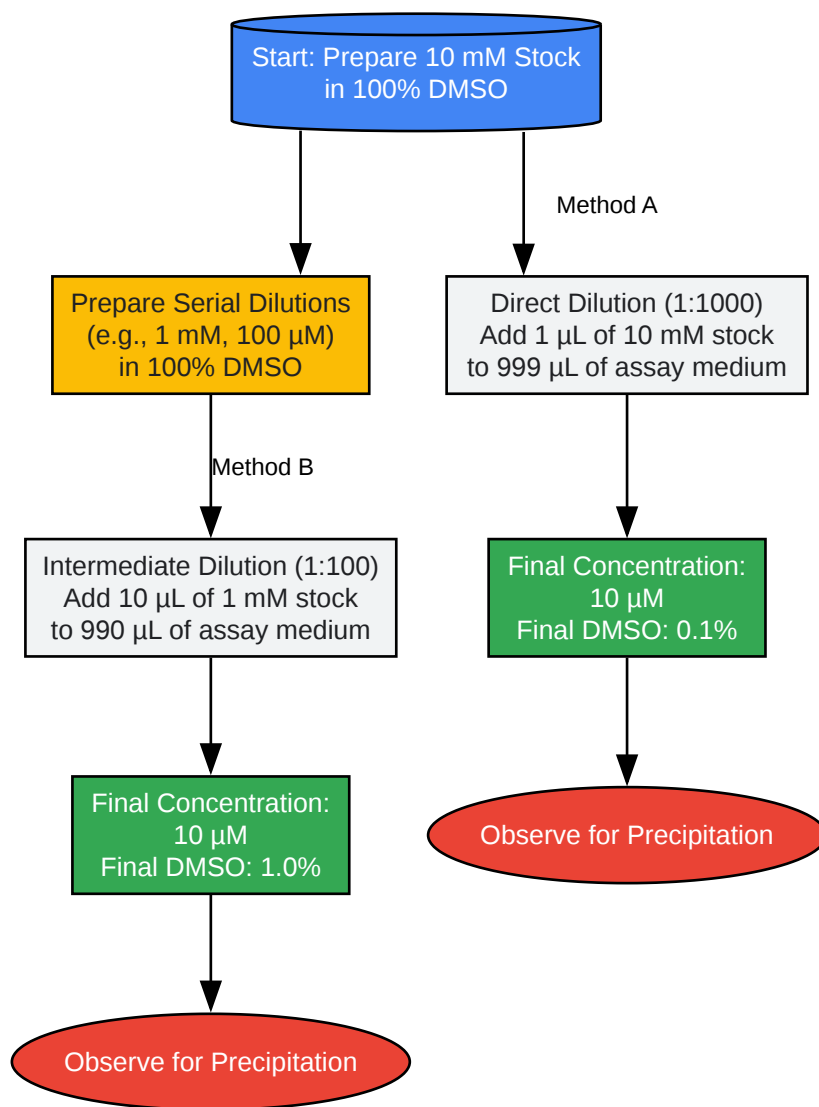 Start: Prepare 10 mM Stock
in 100% DMSO
Method A
Prepare Serial Dilutions
(e.g., 1 mM, 100 µM)
in 100% DMSO
Direct Dilution (1:1000)
Add 1 µL of 10 mM stock
to 999 µL of assay medium
Method B
Intermediate Dilution (1:100)
Add 10 µL of 1 mM stock
to 990 µL of assay medium
Final Concentration:
10 µM
Final DMSO: 0.1%
Final Concentration:
10 µM
Final DMSO: 1.0%
Observe for Precipitation
Observe for Precipitation